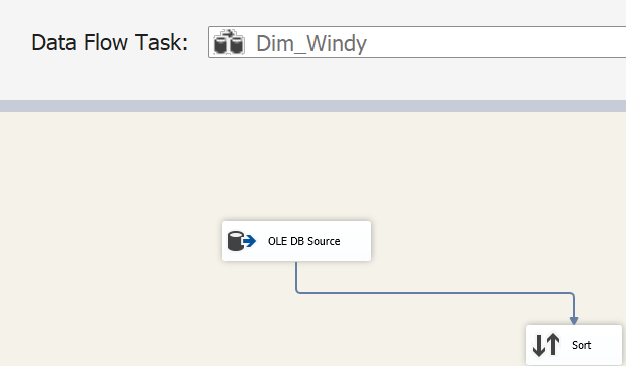 Data Flow Task: Dim_Windy
OLE DB Source
Sort